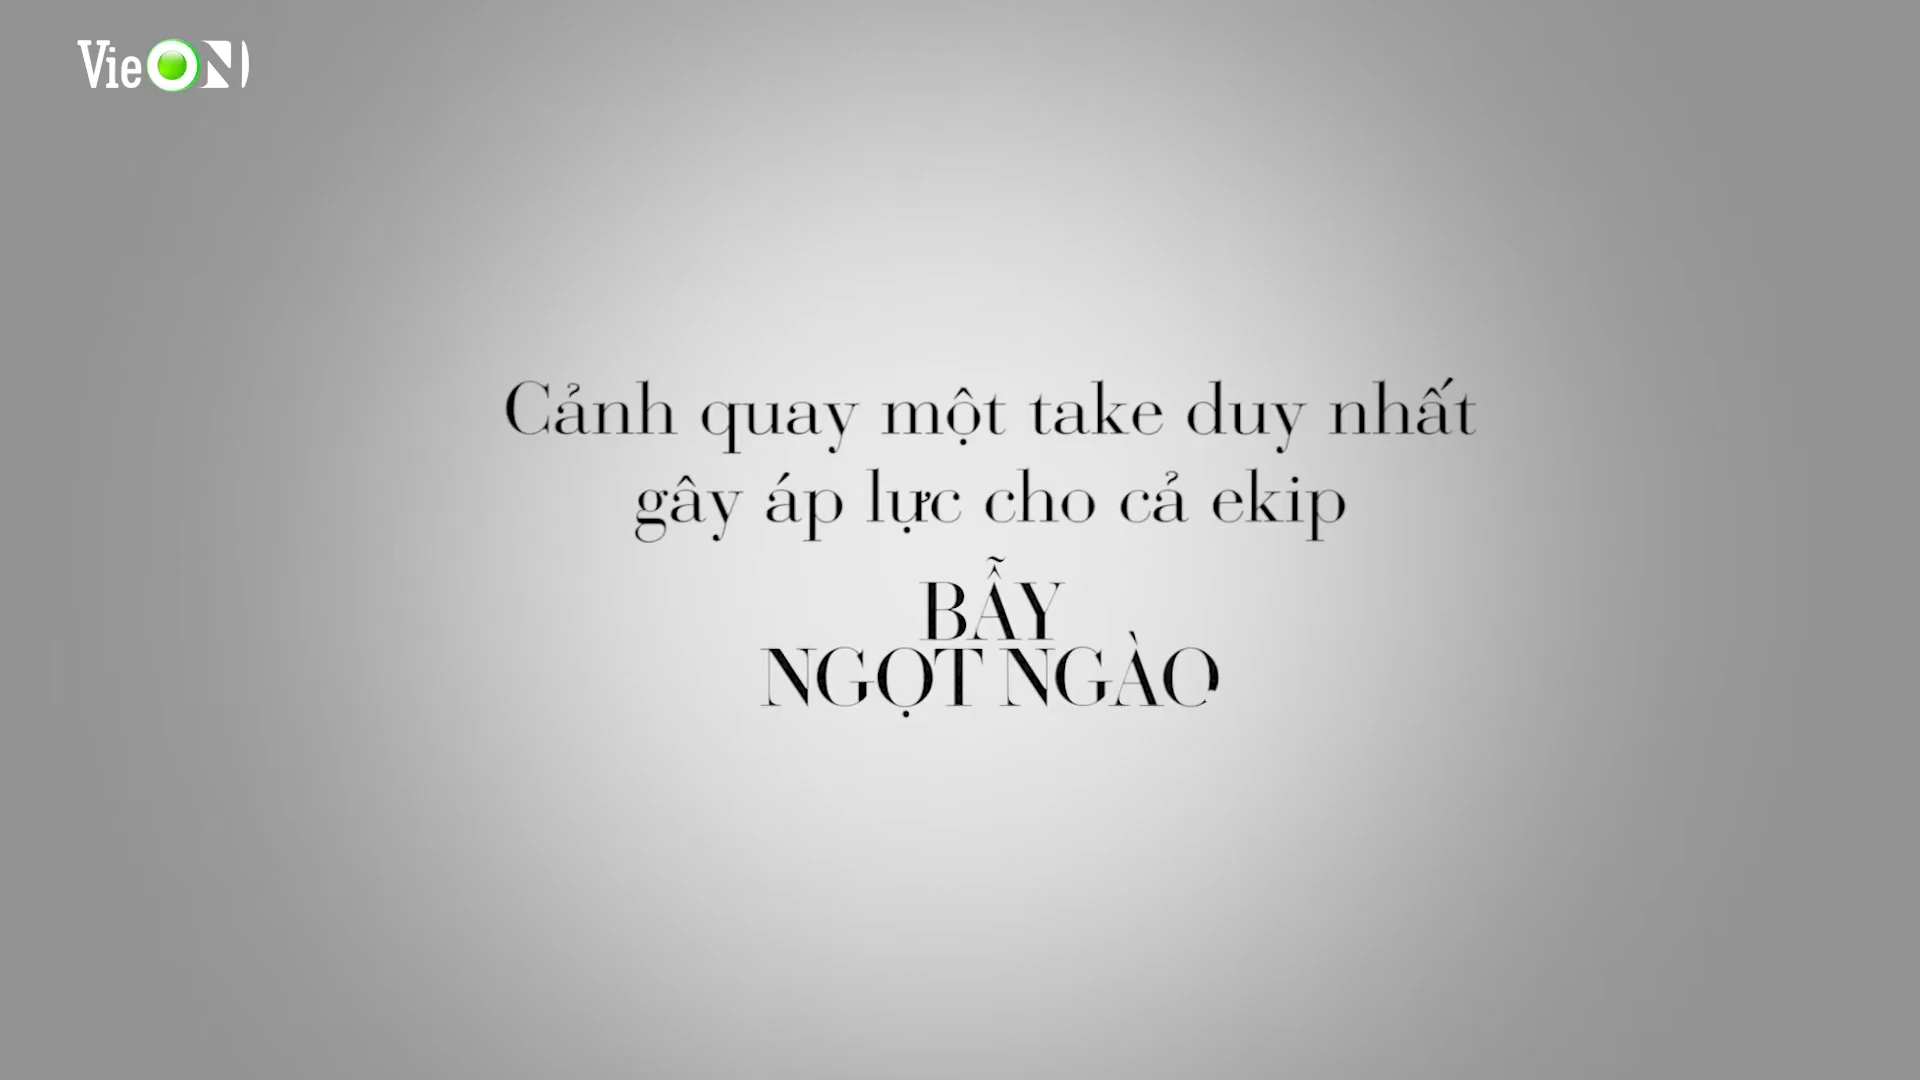 VieON
Cảnh quay một take duy nhất
gây áp lực cho cả ekip
BẪY
NGỌT NGÀO